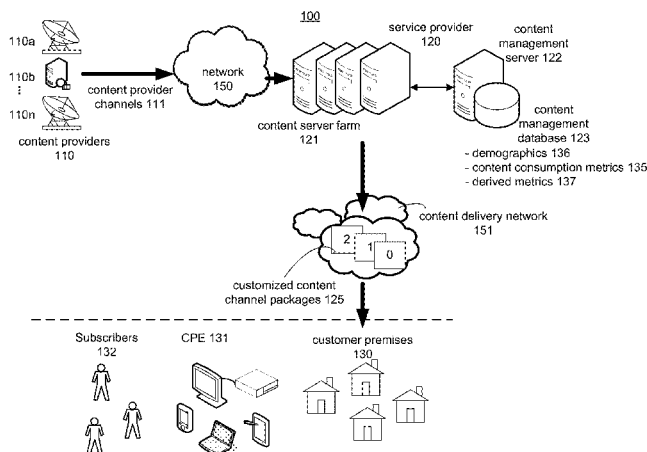 100
110a
110b
⋮
110n
content providers
110
content provider
channels 111
network
150
content server farm
121
service provider
120
content
management
server 122
content
management
database 123
- demographics 136
- content consumption metrics 135
- derived metrics 137
content delivery network
151
2
1
0
customized content
channel packages 125
Subscribers
132
CPE 131
customer premises
130